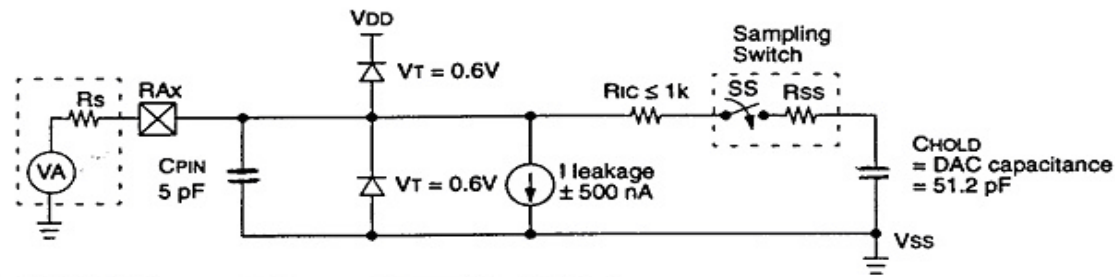 VDD
Sampling
Switch
VT = 0.6V
Rs
RAx
RIC ≤ 1k
SS
RSS
VA
CPIN
5 pF
VT = 0.6V
I leakage
± 500 nA
CHOLD
= DAC capacitance
= 51.2 pF
VSS